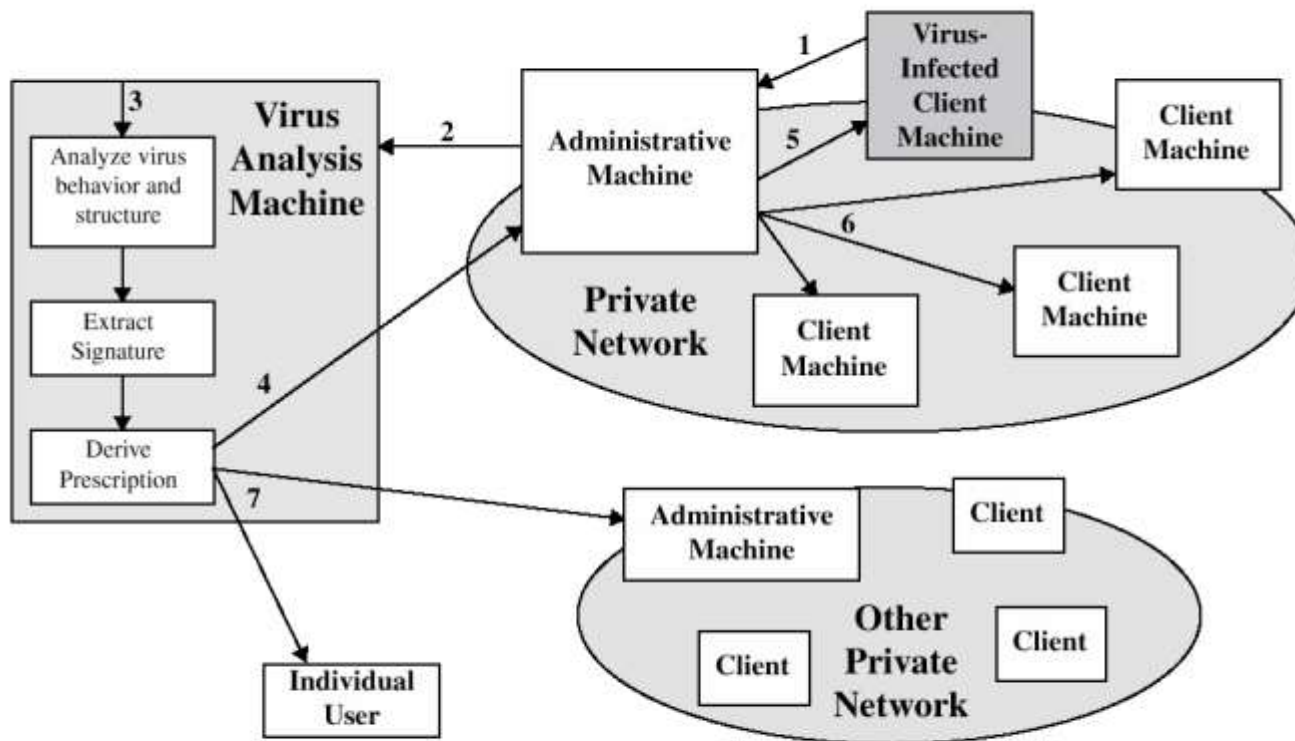 1
Virus-
Infected
Client
Machine
3
Virus
Analysis
Machine
2
Administrative
Machine
5
Client
Machine
Analyze virus
behavior and
structure
6
Client
Machine
Private
Network
Client
Machine
Extract
Signature
4
Derive
Prescription
7
Administrative
Machine
Client
Other
Private
Network
Client
Client
Individual
User